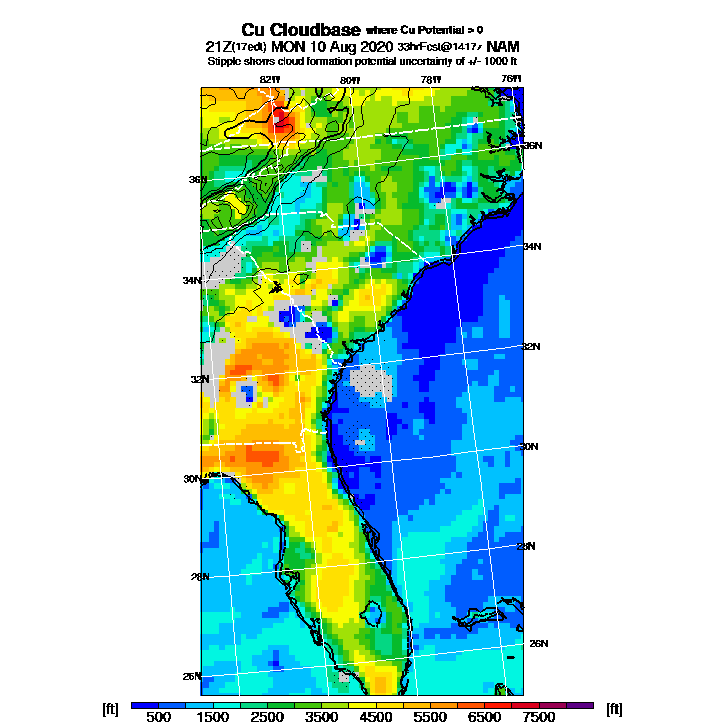 Cu Cloudbase where Cu Potential > 0
21Z(17edt) MON 10 Aug 2020 33hrFcst@1417z NAM
Stipple shows cloud formation potential uncertainty of +/- 1000 ft
82W 80W 78W 76W
36N
36N
34N
34N
32N
32N
30N
30N
28N
28N
26N
26N
[ft] 500 1500 2500 3500 4500 5500 6500 7500 [ft]